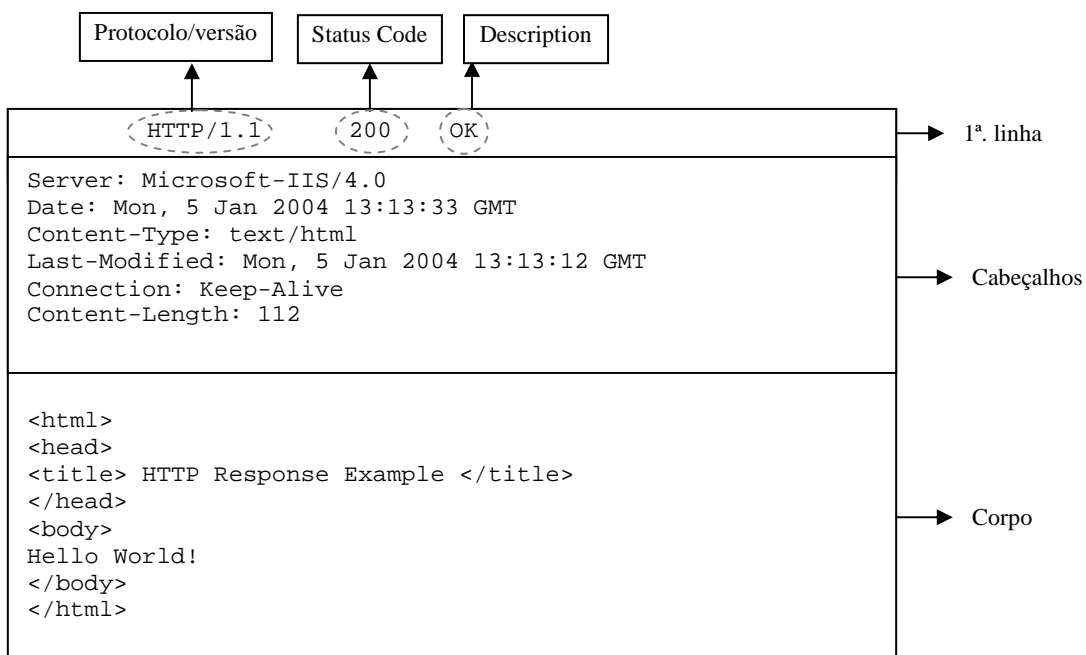 Protocolo/versão Status Code Description
HTTP/1.1 200 OK
1ª. linha
Server: Microsoft-IIS/4.0
Date: Mon, 5 Jan 2004 13:13:33 GMT
Content-Type: text/html
Last-Modified: Mon, 5 Jan 2004 13:13:12 GMT
Connection: Keep-Alive
Content-Length: 112
Cabeçalhos
<html>
<head>
<title> HTTP Response Example </title>
</head>
<body>
Hello World!
</body>
</html>
Corpo